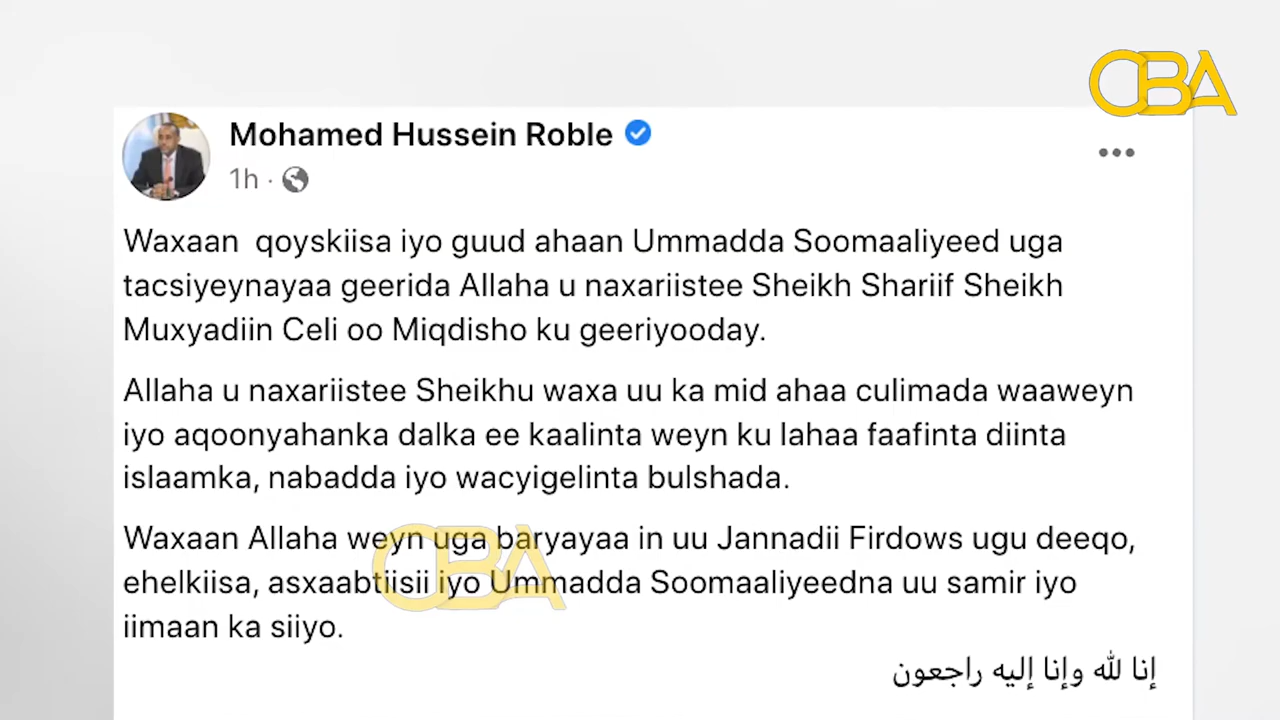 CBA
Mohamed Hussein Roble
1h ·
Waxaan qoyskiisa iyo guud ahaan Ummadda Soomaaliyeed uga
tacsiyeynayaa geerida Allaha u naxariistee Sheikh Shariif Sheikh
Muxyadiin Celi oo Miqdisho ku geeriyooday.
Allaha u naxariistee Sheikhu waxa uu ka mid ahaa culimada waaweyn
iyo aqoonyahanka dalka ee kaalinta weyn ku lahaa faafinta diinta
islaamka, nabadda iyo wacyigelinta bulshada.
Waxaan Allaha weyn uga baryayaa in uu Jannadii Firdows ugu deeqo,
ehelkiisa, asxaabtiisii iyo Ummadda Soomaaliyeedna uu samir iyo
iimaan ka siiyo.
إنا لله وإنا إليه راجعون
CBA